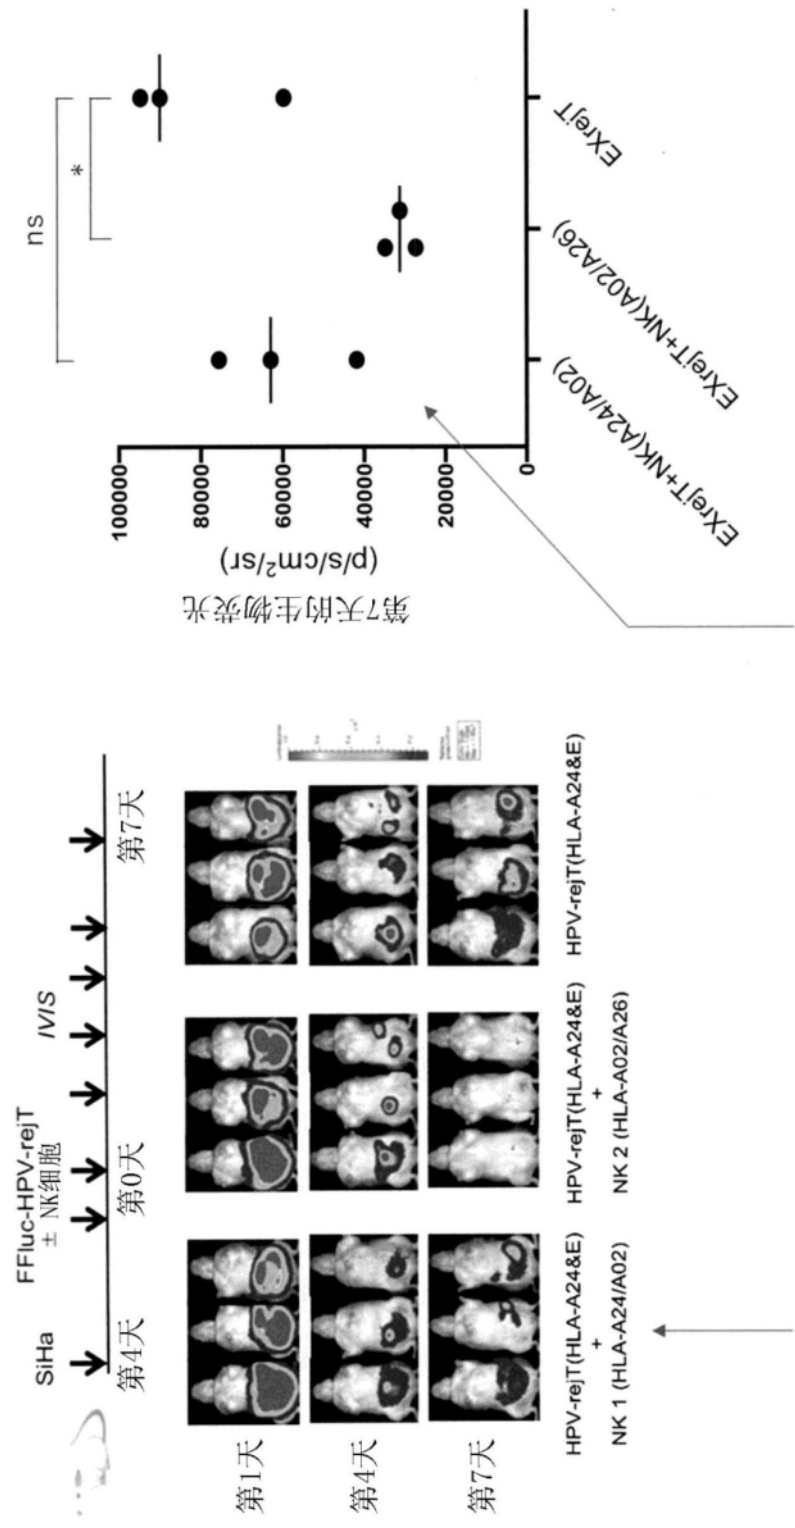 SiHa
FFluc-HPV-rejT
± NK细胞
IVIS
第4天
第0天
第7天
第1天
第4天
第7天
HPV-rejT(HLA-A24&E)
+
NK 1 (HLA-A24/A02)
HPV-rejT(HLA-A24&E)
+
NK 2 (HLA-A02/A26)
HPV-rejT(HLA-A24&E)
第7天的生物荧光
(p/s/cm²/sr)
100000
80000
60000
40000
20000
0
ns
*
EXrejT+NK(A24/A02)
EXrejT+NK(A02/A26)
EXrejT